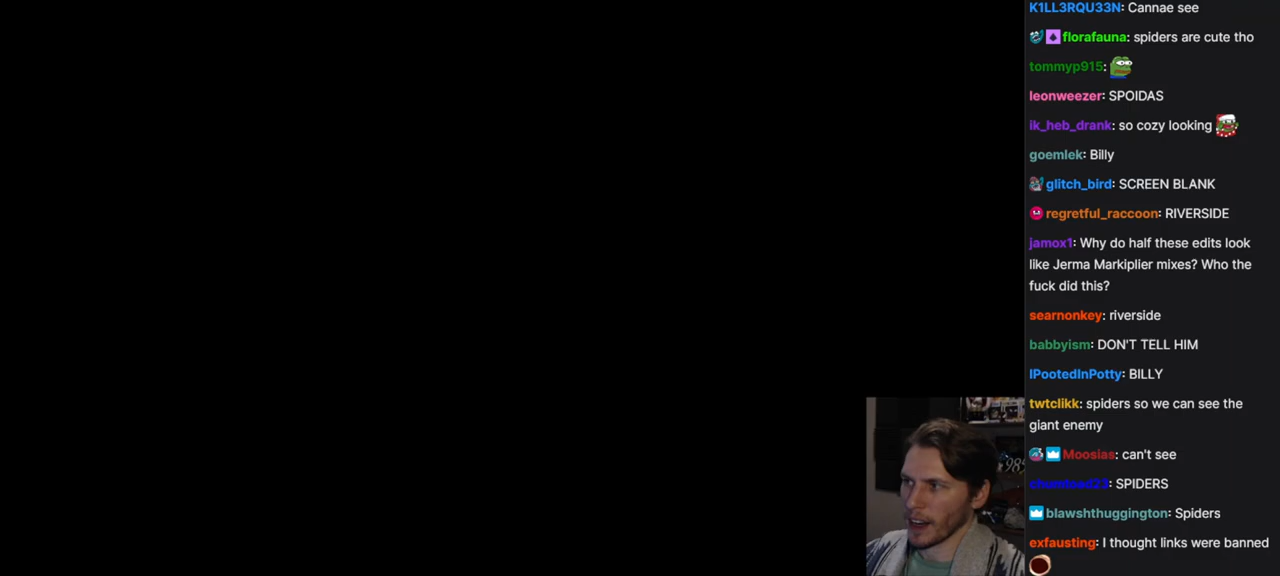 K1LL3RQU33N: Cannae see
florafauna: spiders are cute tho
tommyp915:
leonweezer: SPOIDAS
ik_heb_drank: so cozy looking
goemlek: Billy
glitch_bird: SCREEN BLANK
regretful_raccoon: RIVERSIDE
jamox1: Why do half these edits look
like Jerma Markiplier mixes? Who the
fuck did this?
searnonkey: riverside
babbyism: DON'T TELL HIM
IPootedInPotty: BILLY
twtclikk: spiders so we can see the
giant enemy
Moosias: can't see
SPIDERS
blawshthuggington: Spiders
exfausting: I thought links were banned
985